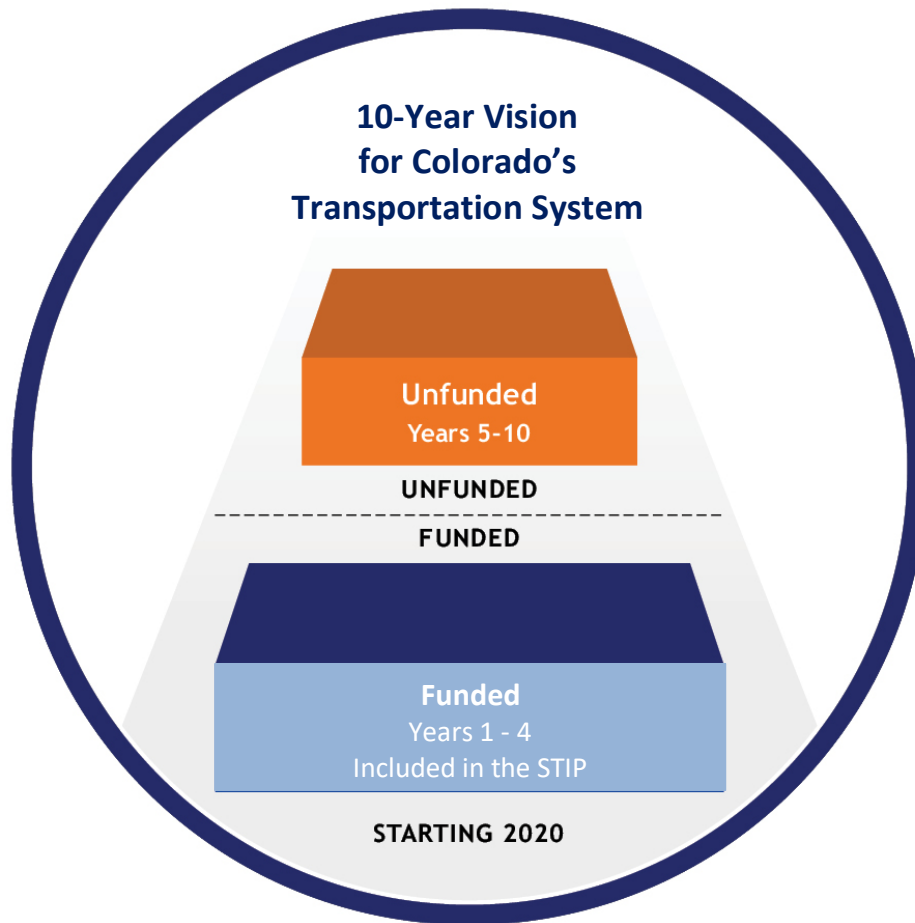 10-Year Vision
for Colorado’s
Transportation System
Unfunded
Years 5-10
UNFUNDED
FUNDED
Funded
Years 1 - 4
Included in the STIP
STARTING 2020